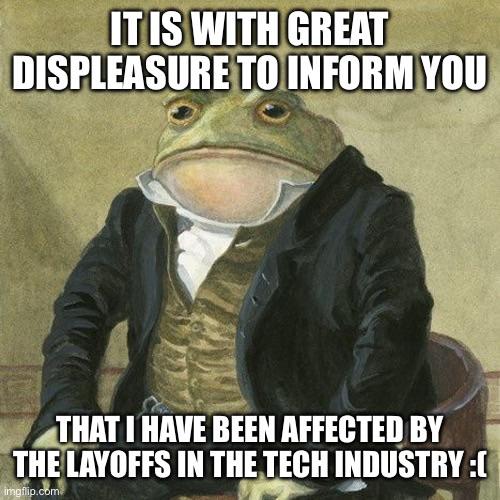 IT IS WITH GREAT
DISPLEASURE TO INFORM YOU
THAT I HAVE BEEN AFFECTED BY
THE LAYOFFS IN THE TECH INDUSTRY :(
imgflip.com